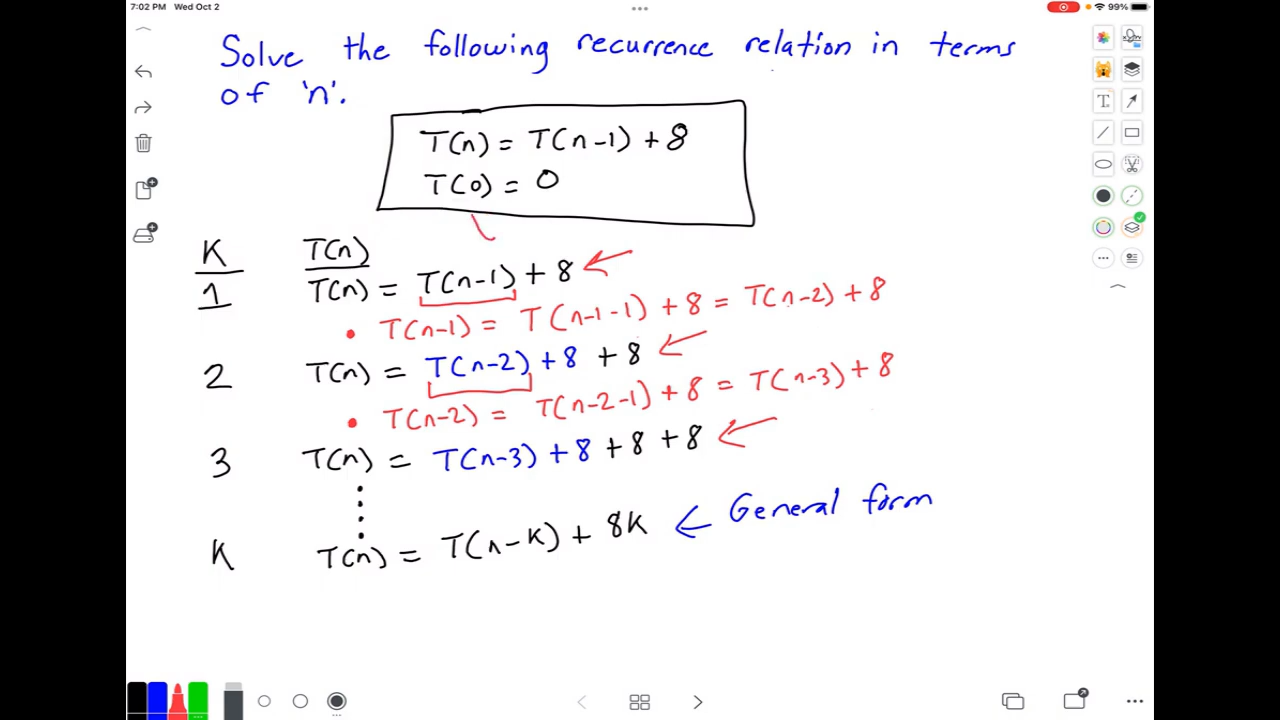 7:02 PM Wed Oct 2
99%
Solve the following recurrence relation in terms
of 'n'.
T(n) = T(n-1) + 8
T(0) = 0
K T(n)
1 T(n) = T(n-1) + 8
• T(n-1) = T(n-1-1) + 8 = T(n-2) + 8
2 T(n) = T(n-2) + 8 + 8
• T(n-2) = T(n-2-1) + 8 = T(n-3) + 8
3 T(n) = T(n-3) + 8 + 8 + 8
K T(n) = T(n-K) + 8K ← General form